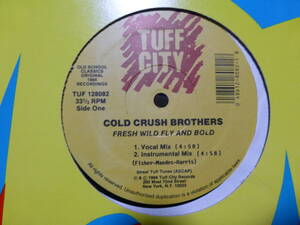 TUFF
CITY
OLD SCHOOL
CLASSICS
ORIGINAL
1984
RECORDINGS
TUF 128082
33⅓ RPM
Side One
COLD CRUSH BROTHERS
FRESH WILD FLY AND BOLD
1. Vocal Mix (4:59)
2. Instrumental Mix (4:58)
(Fisher-Mandes-Harris)
Street Tuff Tunes (ASCAP)
Ⓟ & © 1984 Tuff City Records
New York, N.Y. 10023
All rights reserved. Unauthorized duplication is a violation of applicable laws.